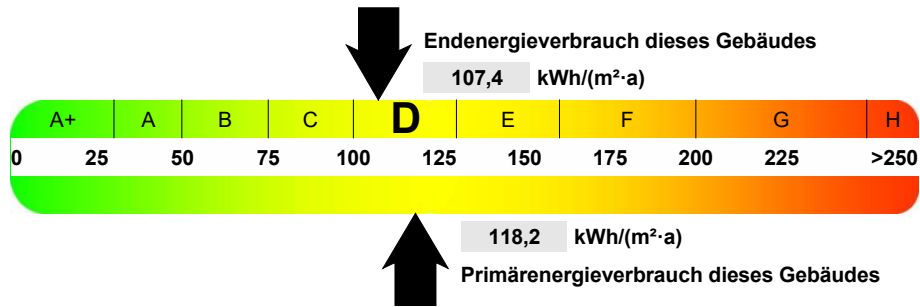 Endenergieverbrauch dieses Gebäudes
107,4 kWh/(m²·a)
A+ A B C D E F G H
0 25 50 75 100 125 150 175 200 225 >250
118,2 kWh/(m²·a)
Primärenergieverbrauch dieses Gebäudes